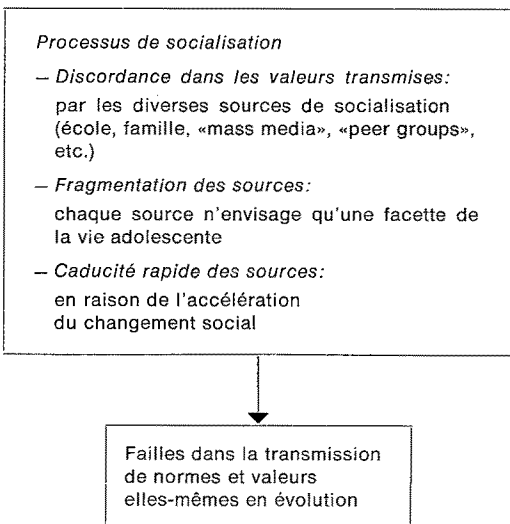 Processus de socialisation
– Discordance dans les valeurs transmises:
par les diverses sources de socialisation
(école, famille, «mass media», «peer groups»,
etc.)
– Fragmentation des sources:
chaque source n'envisage qu'une facette de
la vie adolescente
– Caducité rapide des sources:
en raison de l'accélération
du changement social
Failles dans la transmission
de normes et valeurs
elles-mêmes en évolution